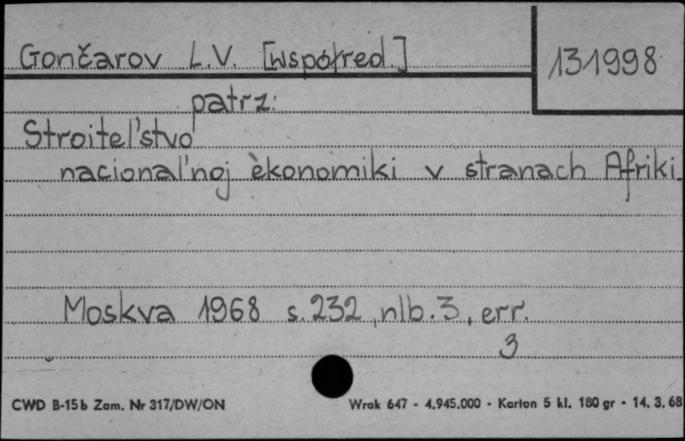 Gončarov L.V. [współred.]
131998
patrz:
Stroitel'stvo
nacional'noj èkonomiki v stranach Afriki.
Moskva 1968 s. 232, nlb. 3, err.
3
CWD B-15b Zam. Nr 317/DW/ON
Wrak 647 - 4.945.000 - Karton 5 kl. 180 gr - 14. 3. 68